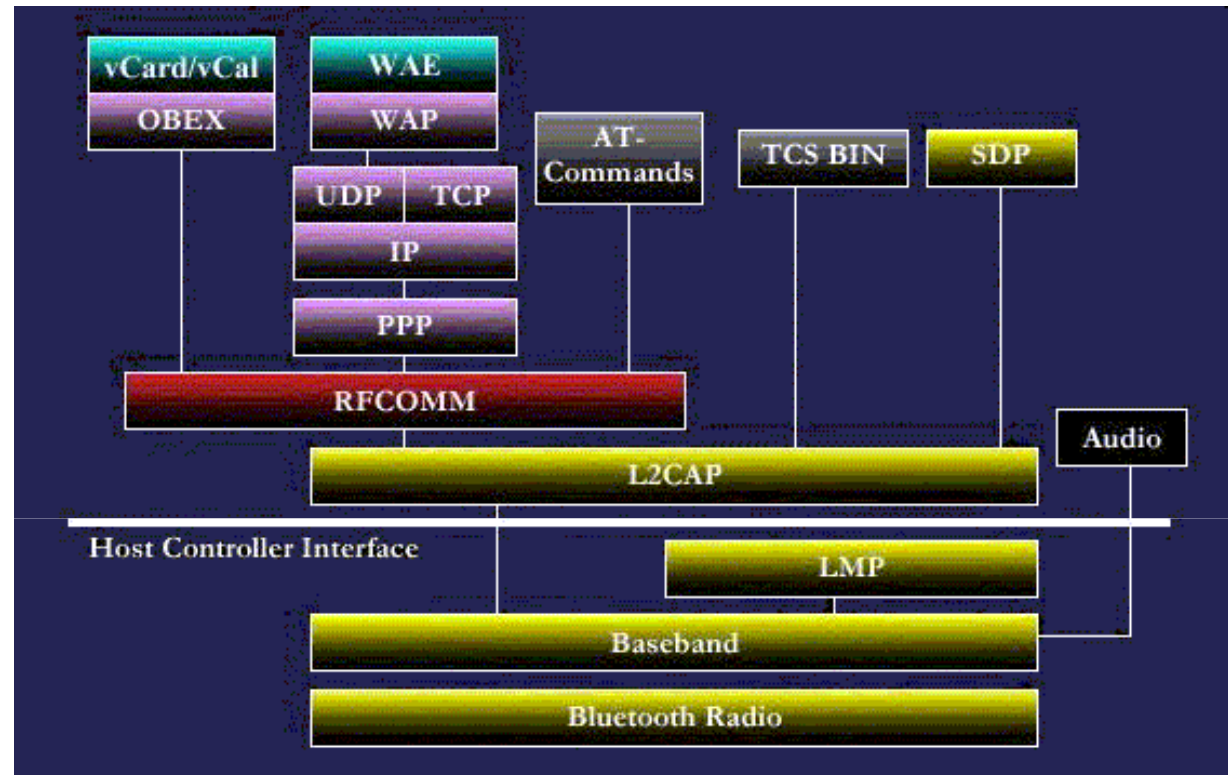 vCard/vCal
OBEX
WAE
WAP
UDP
TCP
IP
PPP
AT-
Commands
TCS BIN
SDP
RFCOMM
L2CAP
Audio
Host Controller Interface
LMP
Baseband
Bluetooth Radio